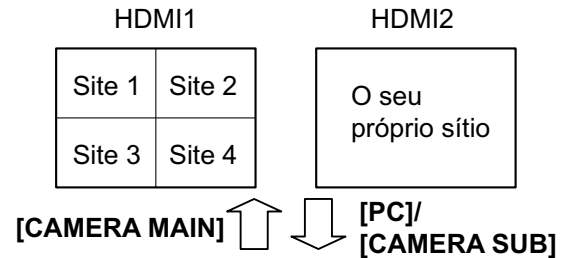 HDMI1 HDMI2
Site 1 Site 2
Site 3 Site 4
O seu
próprio sítio
[CAMERA MAIN]
[PC]/
[CAMERA SUB]